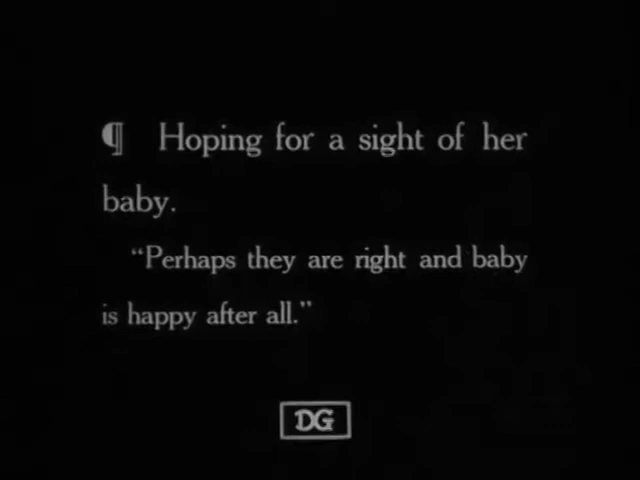 ¶ Hoping for a sight of her
baby.
“Perhaps they are right and baby
is happy after all.”
DG